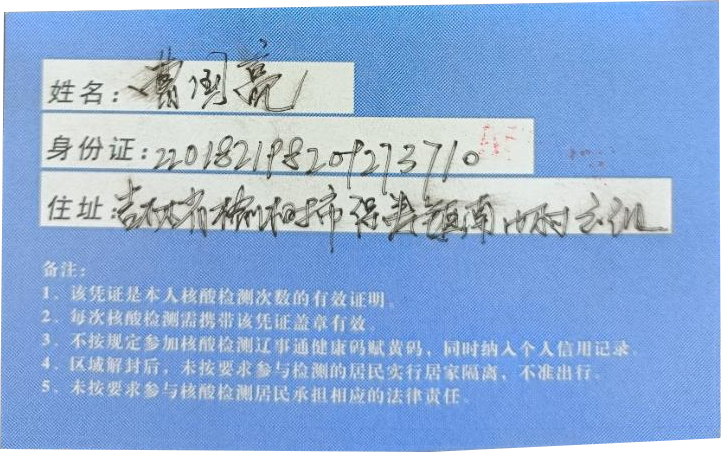 姓名：曹国亮
身份证：220182198209273710
住址：吉林省榆树市保寿镇南
备注：
1、该凭证是本人核酸检测次数的有效证明。
2、每次核酸检测需携带该凭证盖章有效。
3、不按规定参加核酸检测辽事通健康码赋黄码，同时纳入个人信用记录。
4、区域解封后，未按要求参与检测的居民实行居家隔离，不准出行。
5、未按要求参与核酸检测居民承担相应的法律责任。